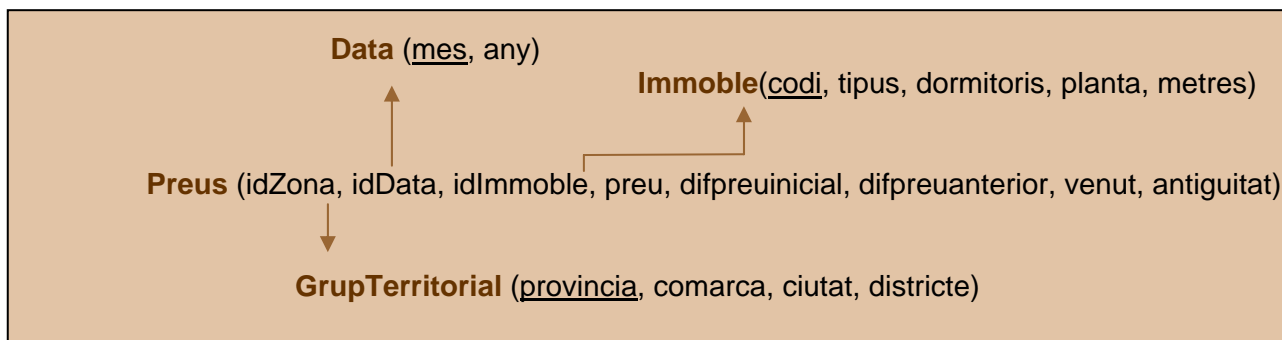 Data (mes, any)
Immoble(codi, tipus, dormitoris, planta, metres)
Preus (idZona, idData, idImmoble, preu, difpreuinicial, difpreuanterior, venut, antiguitat)
GrupTerritorial (provincia, comarca, ciutat, districte)